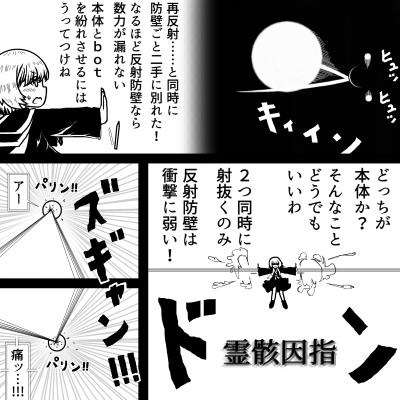 再反射……と同時に
防壁ごと二手に別れた！
なるほど反射防壁なら
数力が漏れない
本体とｂｏｔ
を紛れさせるには
うってつけね
ヒュッ
ヒュッ
キィイイン
どっちが
本体か？
そんなこと
どうでも
いいわ
２つ同時に
射抜くのみ
反射防壁は
衝撃に弱い！
ドン
霊骸因指
ズギャン!!!
パリン!!
アー
パリン!!
痛ッ…!!!